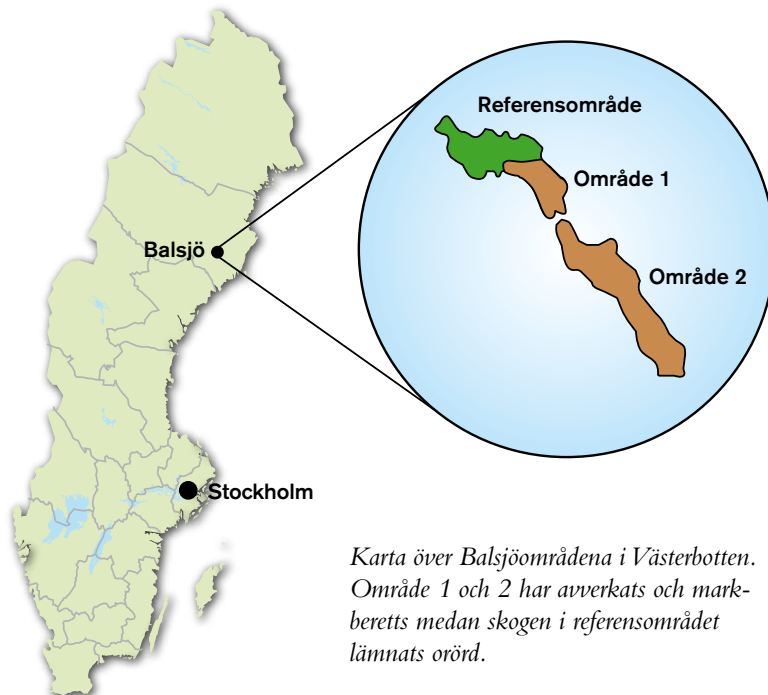 Referensområde
Område 1
Balsjö
Område 2
Stockholm
Karta över Balsjöområdena i Västerbotten.
Område 1 och 2 har avverkats och mark-
beretts medan skogen i referensområdet
lämnats orörd.